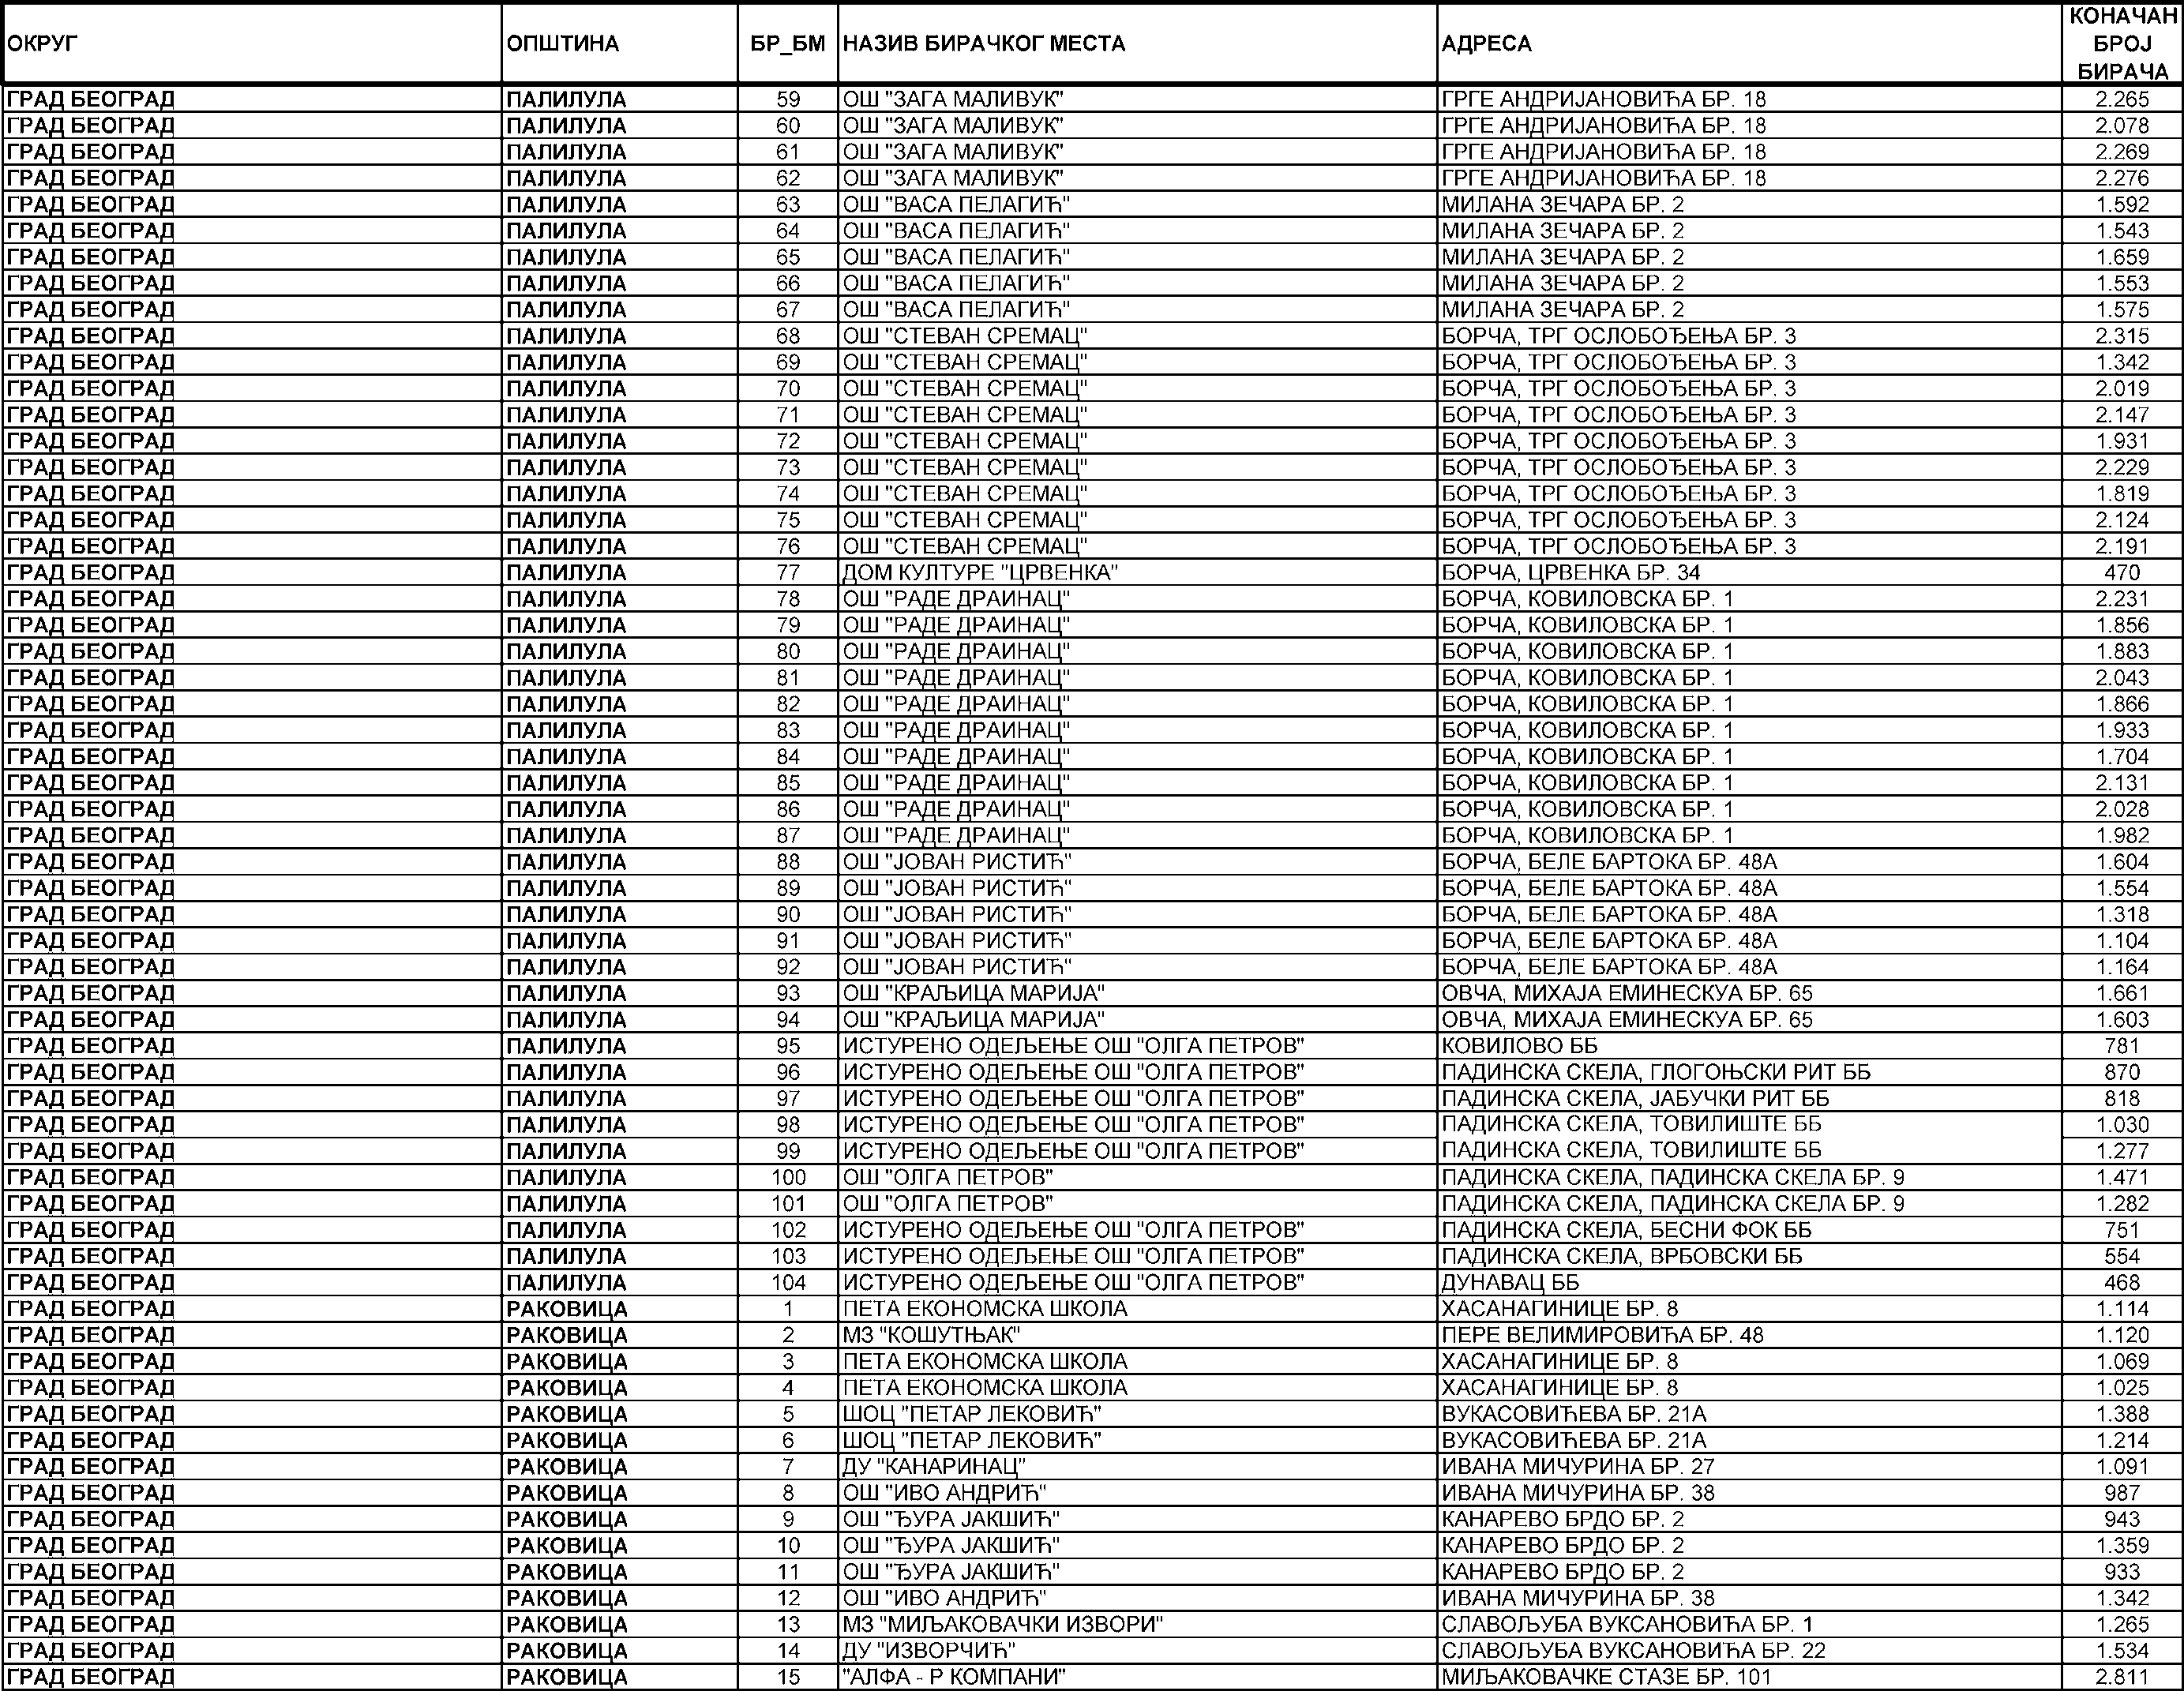 ОКРУГ ОПШТИНА БР_БМ НАЗИВ БИРАЧКОГ МЕСТА АДРЕСА КОНАЧАН БРОЈ БИРАЧА
ГРАД БЕОГРАД ПАЛИЛУЛА 59 ОШ "ЗАГА МАЛИВУК" ГРГЕ АНДРИЈАНОВИЋА БР. 18 2.265
ГРАД БЕОГРАД ПАЛИЛУЛА 60 ОШ "ЗАГА МАЛИВУК" ГРГЕ АНДРИЈАНОВИЋА БР. 18 2.078
ГРАД БЕОГРАД ПАЛИЛУЛА 61 ОШ "ЗАГА МАЛИВУК" ГРГЕ АНДРИЈАНОВИЋА БР. 18 2.269
ГРАД БЕОГРАД ПАЛИЛУЛА 62 ОШ "ЗАГА МАЛИВУК" ГРГЕ АНДРИЈАНОВИЋА БР. 18 2.276
ГРАД БЕОГРАД ПАЛИЛУЛА 63 ОШ "ВАСА ПЕЛАГИЋ" МИЛАНА ЗЕЧАРА БР. 2 1.592
ГРАД БЕОГРАД ПАЛИЛУЛА 64 ОШ "ВАСА ПЕЛАГИЋ" МИЛАНА ЗЕЧАРА БР. 2 1.543
ГРАД БЕОГРАД ПАЛИЛУЛА 65 ОШ "ВАСА ПЕЛАГИЋ" МИЛАНА ЗЕЧАРА БР. 2 1.659
ГРАД БЕОГРАД ПАЛИЛУЛА 66 ОШ "ВАСА ПЕЛАГИЋ" МИЛАНА ЗЕЧАРА БР. 2 1.553
ГРАД БЕОГРАД ПАЛИЛУЛА 67 ОШ "ВАСА ПЕЛАГИЋ" МИЛАНА ЗЕЧАРА БР. 2 1.575
ГРАД БЕОГРАД ПАЛИЛУЛА 68 ОШ "СТЕВАН СРЕМАЦ" БОРЧА, ТРГ ОСЛОБОЂЕЊА БР. 3 2.315
ГРАД БЕОГРАД ПАЛИЛУЛА 69 ОШ "СТЕВАН СРЕМАЦ" БОРЧА, ТРГ ОСЛОБОЂЕЊА БР. 3 1.342
ГРАД БЕОГРАД ПАЛИЛУЛА 70 ОШ "СТЕВАН СРЕМАЦ" БОРЧА, ТРГ ОСЛОБОЂЕЊА БР. 3 2.019
ГРАД БЕОГРАД ПАЛИЛУЛА 71 ОШ "СТЕВАН СРЕМАЦ" БОРЧА, ТРГ ОСЛОБОЂЕЊА БР. 3 2.147
ГРАД БЕОГРАД ПАЛИЛУЛА 72 ОШ "СТЕВАН СРЕМАЦ" БОРЧА, ТРГ ОСЛОБОЂЕЊА БР. 3 1.931
ГРАД БЕОГРАД ПАЛИЛУЛА 73 ОШ "СТЕВАН СРЕМАЦ" БОРЧА, ТРГ ОСЛОБОЂЕЊА БР. 3 2.229
ГРАД БЕОГРАД ПАЛИЛУЛА 74 ОШ "СТЕВАН СРЕМАЦ" БОРЧА, ТРГ ОСЛОБОЂЕЊА БР. 3 1.819
ГРАД БЕОГРАД ПАЛИЛУЛА 75 ОШ "СТЕВАН СРЕМАЦ" БОРЧА, ТРГ ОСЛОБОЂЕЊА БР. 3 2.124
ГРАД БЕОГРАД ПАЛИЛУЛА 76 ОШ "СТЕВАН СРЕМАЦ" БОРЧА, ТРГ ОСЛОБОЂЕЊА БР. 3 2.191
ГРАД БЕОГРАД ПАЛИЛУЛА 77 ДОМ КУЛТУРЕ "ЦРВЕНКА" БОРЧА, ЦРВЕНКА БР. 34 470
ГРАД БЕОГРАД ПАЛИЛУЛА 78 ОШ "РАДЕ ДРАИНАЦ" БОРЧА, КОВИЛОВСКА БР. 1 2.231
ГРАД БЕОГРАД ПАЛИЛУЛА 79 ОШ "РАДЕ ДРАИНАЦ" БОРЧА, КОВИЛОВСКА БР. 1 1.856
ГРАД БЕОГРАД ПАЛИЛУЛА 80 ОШ "РАДЕ ДРАИНАЦ" БОРЧА, КОВИЛОВСКА БР. 1 1.883
ГРАД БЕОГРАД ПАЛИЛУЛА 81 ОШ "РАДЕ ДРАИНАЦ" БОРЧА, КОВИЛОВСКА БР. 1 2.043
ГРАД БЕОГРАД ПАЛИЛУЛА 82 ОШ "РАДЕ ДРАИНАЦ" БОРЧА, КОВИЛОВСКА БР. 1 1.866
ГРАД БЕОГРАД ПАЛИЛУЛА 83 ОШ "РАДЕ ДРАИНАЦ" БОРЧА, КОВИЛОВСКА БР. 1 1.933
ГРАД БЕОГРАД ПАЛИЛУЛА 84 ОШ "РАДЕ ДРАИНАЦ" БОРЧА, КОВИЛОВСКА БР. 1 1.704
ГРАД БЕОГРАД ПАЛИЛУЛА 85 ОШ "РАДЕ ДРАИНАЦ" БОРЧА, КОВИЛОВСКА БР. 1 2.131
ГРАД БЕОГРАД ПАЛИЛУЛА 86 ОШ "РАДЕ ДРАИНАЦ" БОРЧА, КОВИЛОВСКА БР. 1 2.028
ГРАД БЕОГРАД ПАЛИЛУЛА 87 ОШ "РАДЕ ДРАИНАЦ" БОРЧА, КОВИЛОВСКА БР. 1 1.982
ГРАД БЕОГРАД ПАЛИЛУЛА 88 ОШ "ЈОВАН РИСТИЋ" БОРЧА, БЕЛЕ БАРТОКА БР. 48А 1.604
ГРАД БЕОГРАД ПАЛИЛУЛА 89 ОШ "ЈОВАН РИСТИЋ" БОРЧА, БЕЛЕ БАРТОКА БР. 48А 1.554
ГРАД БЕОГРАД ПАЛИЛУЛА 90 ОШ "ЈОВАН РИСТИЋ" БОРЧА, БЕЛЕ БАРТОКА БР. 48А 1.318
ГРАД БЕОГРАД ПАЛИЛУЛА 91 ОШ "ЈОВАН РИСТИЋ" БОРЧА, БЕЛЕ БАРТОКА БР. 48А 1.104
ГРАД БЕОГРАД ПАЛИЛУЛА 92 ОШ "ЈОВАН РИСТИЋ" БОРЧА, БЕЛЕ БАРТОКА БР. 48А 1.164
ГРАД БЕОГРАД ПАЛИЛУЛА 93 ОШ "КРАЉИЦА МАРИЈА" ОВЧА, МИХАЈА ЕМИНЕСКУА БР. 65 1.661
ГРАД БЕОГРАД ПАЛИЛУЛА 94 ОШ "КРАЉИЦА МАРИЈА" ОВЧА, МИХАЈА ЕМИНЕСКУА БР. 65 1.603
ГРАД БЕОГРАД ПАЛИЛУЛА 95 ИСТУРЕНО ОДЕЉЕЊЕ ОШ "ОЛГА ПЕТРОВ" КОВИЛОВО ББ 781
ГРАД БЕОГРАД ПАЛИЛУЛА 96 ИСТУРЕНО ОДЕЉЕЊЕ ОШ "ОЛГА ПЕТРОВ" ПАДИНСКА СКЕЛА, ГЛОГОЊСКИ РИТ ББ 870
ГРАД БЕОГРАД ПАЛИЛУЛА 97 ИСТУРЕНО ОДЕЉЕЊЕ ОШ "ОЛГА ПЕТРОВ" ПАДИНСКА СКЕЛА, ЈАБУЧКИ РИТ ББ 818
ГРАД БЕОГРАД ПАЛИЛУЛА 98 ИСТУРЕНО ОДЕЉЕЊЕ ОШ "ОЛГА ПЕТРОВ" ПАДИНСКА СКЕЛА, ТОВИЛИШТЕ ББ 1.030
ГРАД БЕОГРАД ПАЛИЛУЛА 99 ИСТУРЕНО ОДЕЉЕЊЕ ОШ "ОЛГА ПЕТРОВ" ПАДИНСКА СКЕЛА, ТОВИЛИШТЕ ББ 1.277
ГРАД БЕОГРАД ПАЛИЛУЛА 100 ОШ "ОЛГА ПЕТРОВ" ПАДИНСКА СКЕЛА, ПАДИНСКА СКЕЛА БР. 9 1.471
ГРАД БЕОГРАД ПАЛИЛУЛА 101 ОШ "ОЛГА ПЕТРОВ" ПАДИНСКА СКЕЛА, ПАДИНСКА СКЕЛА БР. 9 1.282
ГРАД БЕОГРАД ПАЛИЛУЛА 102 ИСТУРЕНО ОДЕЉЕЊЕ ОШ "ОЛГА ПЕТРОВ" ПАДИНСКА СКЕЛА, БЕСНИ ФОК ББ 751
ГРАД БЕОГРАД ПАЛИЛУЛА 103 ИСТУРЕНО ОДЕЉЕЊЕ ОШ "ОЛГА ПЕТРОВ" ПАДИНСКА СКЕЛА, ВРБОВСКИ ББ 554
ГРАД БЕОГРАД ПАЛИЛУЛА 104 ИСТУРЕНО ОДЕЉЕЊЕ ОШ "ОЛГА ПЕТРОВ" ДУНАВАЦ ББ 468
ГРАД БЕОГРАД РАКОВИЦА 1 ПЕТА ЕКОНОМСКА ШКОЛА ХАСАНАГИНИЦЕ БР. 8 1.114
ГРАД БЕОГРАД РАКОВИЦА 2 МЗ "КОШУТЊАК" ПЕРЕ ВЕЛИМИРОВИЋА БР. 48 1.120
ГРАД БЕОГРАД РАКОВИЦА 3 ПЕТА ЕКОНОМСКА ШКОЛА ХАСАНАГИНИЦЕ БР. 8 1.069
ГРАД БЕОГРАД РАКОВИЦА 4 ПЕТА ЕКОНОМСКА ШКОЛА ХАСАНАГИНИЦЕ БР. 8 1.025
ГРАД БЕОГРАД РАКОВИЦА 5 ШОЦ "ПЕТАР ЛЕКОВИЋ" ВУКАСОВИЋЕВА БР. 21А 1.388
ГРАД БЕОГРАД РАКОВИЦА 6 ШОЦ "ПЕТАР ЛЕКОВИЋ" ВУКАСОВИЋЕВА БР. 21А 1.214
ГРАД БЕОГРАД РАКОВИЦА 7 ДУ "КАНАРИНАЦ" ИВАНА МИЧУРИНА БР. 27 1.091
ГРАД БЕОГРАД РАКОВИЦА 8 ОШ "ИВО АНДРИЋ" ИВАНА МИЧУРИНА БР. 38 987
ГРАД БЕОГРАД РАКОВИЦА 9 ОШ "ЂУРА ЈАКШИЋ" КАНАРЕВО БРДО БР. 2 943
ГРАД БЕОГРАД РАКОВИЦА 10 ОШ "ЂУРА ЈАКШИЋ" КАНАРЕВО БРДО БР. 2 1.359
ГРАД БЕОГРАД РАКОВИЦА 11 ОШ "ЂУРА ЈАКШИЋ" КАНАРЕВО БРДО БР. 2 933
ГРАД БЕОГРАД РАКОВИЦА 12 ОШ "ИВО АНДРИЋ" ИВАНА МИЧУРИНА БР. 38 1.342
ГРАД БЕОГРАД РАКОВИЦА 13 МЗ "МИЉАКОВАЧКИ ИЗВОРИ" СЛАВОЉУБА ВУКСАНОВИЋА БР. 1 1.265
ГРАД БЕОГРАД РАКОВИЦА 14 ДУ "ИЗВОРЧИЋ" СЛАВОЉУБА ВУКСАНОВИЋА БР. 22 1.534
ГРАД БЕОГРАД РАКОВИЦА 15 "АЛФА - Р КОМПАНИ" МИЉАКОВАЧКЕ СТАЗЕ БР. 101 2.811